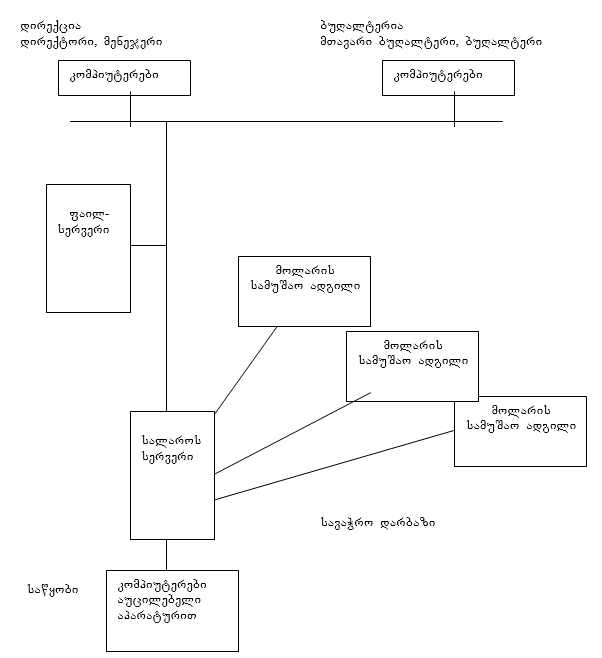 დირექცია
დირექტორი, მენეჯერი
ბუღალტერია
მთავარი ბუღალტერი, ბუღალტერი
კომპიუტერები
კომპიუტერები
ფაილ-
სერვერი
მოლარის
სამუშაო ადგილი
მოლარის
სამუშაო ადგილი
მოლარის
სამუშაო ადგილი
სალაროს
სერვერი
სავაჭრო დარბაზი
საწყობი
კომპიუტერები
აუცილებელი
აპარატურით